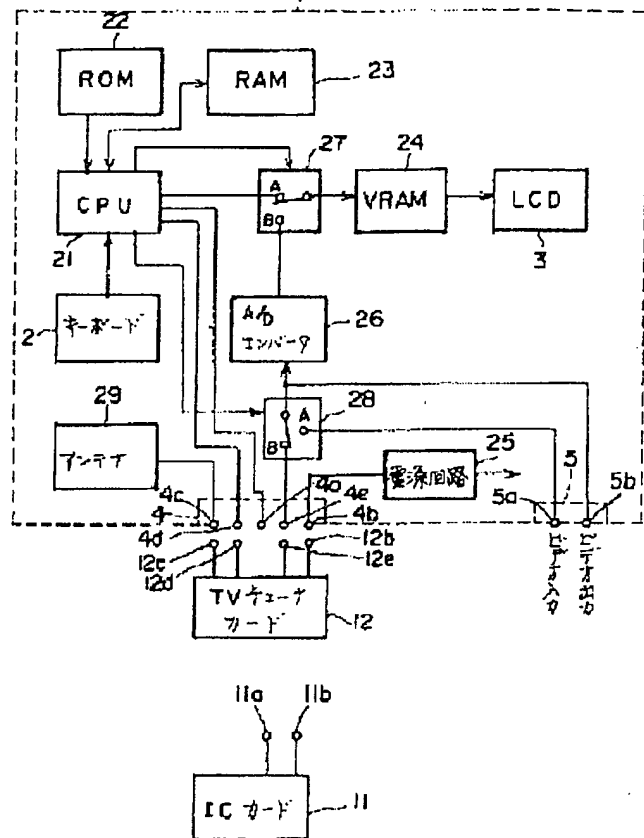 22
ROM
RAM
23
CPU
21
27
A
B
24
VRAM
LCD
3
2
キーボード
A/D
コンバータ
26
29
アンテナ
28
A
B
25
電源回路
5
5a
5b
4c
4
4d
4a
4e
4b
12c
12d
12b
12e
TVチューナ
カード
12
ビデオ入力
ビデオ出力
11a
11b
ICカード
11